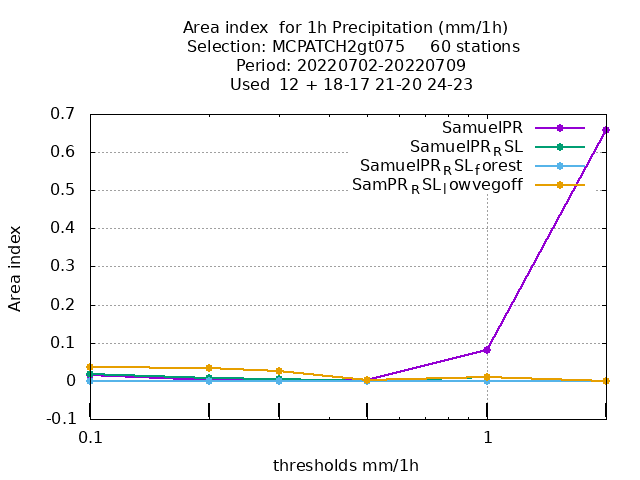 Area index  for 1h Precipitation (mm/1h)
Selection: MCPATCH2gt075     60 stations
Period: 20220702-20220709
Used  12 + 18-17 21-20 24-23
0.7
0.6
0.5
0.4
0.3
0.2
0.1
0
-0.1
Area index
SamuelPR
SamuelPR_RSL
SamuelPR_RSL_forest
SamPR_RSL_lowvegoff
0.1
1
thresholds mm/1h